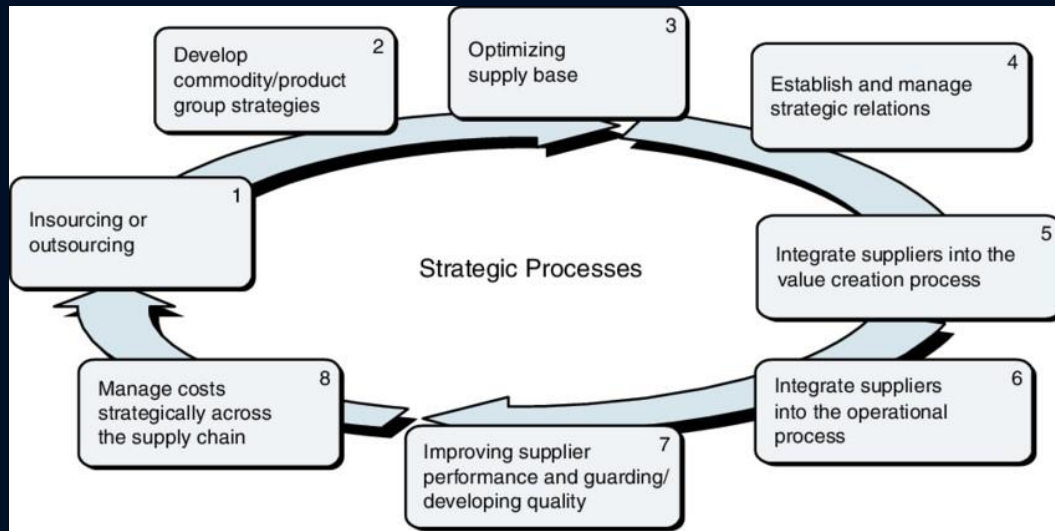 1
Insourcing or
outsourcing
2
Develop
commodity/product
group strategies
3
Optimizing
supply base
4
Establish and manage
strategic relations
5
Integrate suppliers into the
value creation process
6
Integrate suppliers
into the operational
process
7
Improving supplier
performance and guarding/
developing quality
8
Manage costs
strategically across
the supply chain
Strategic Processes